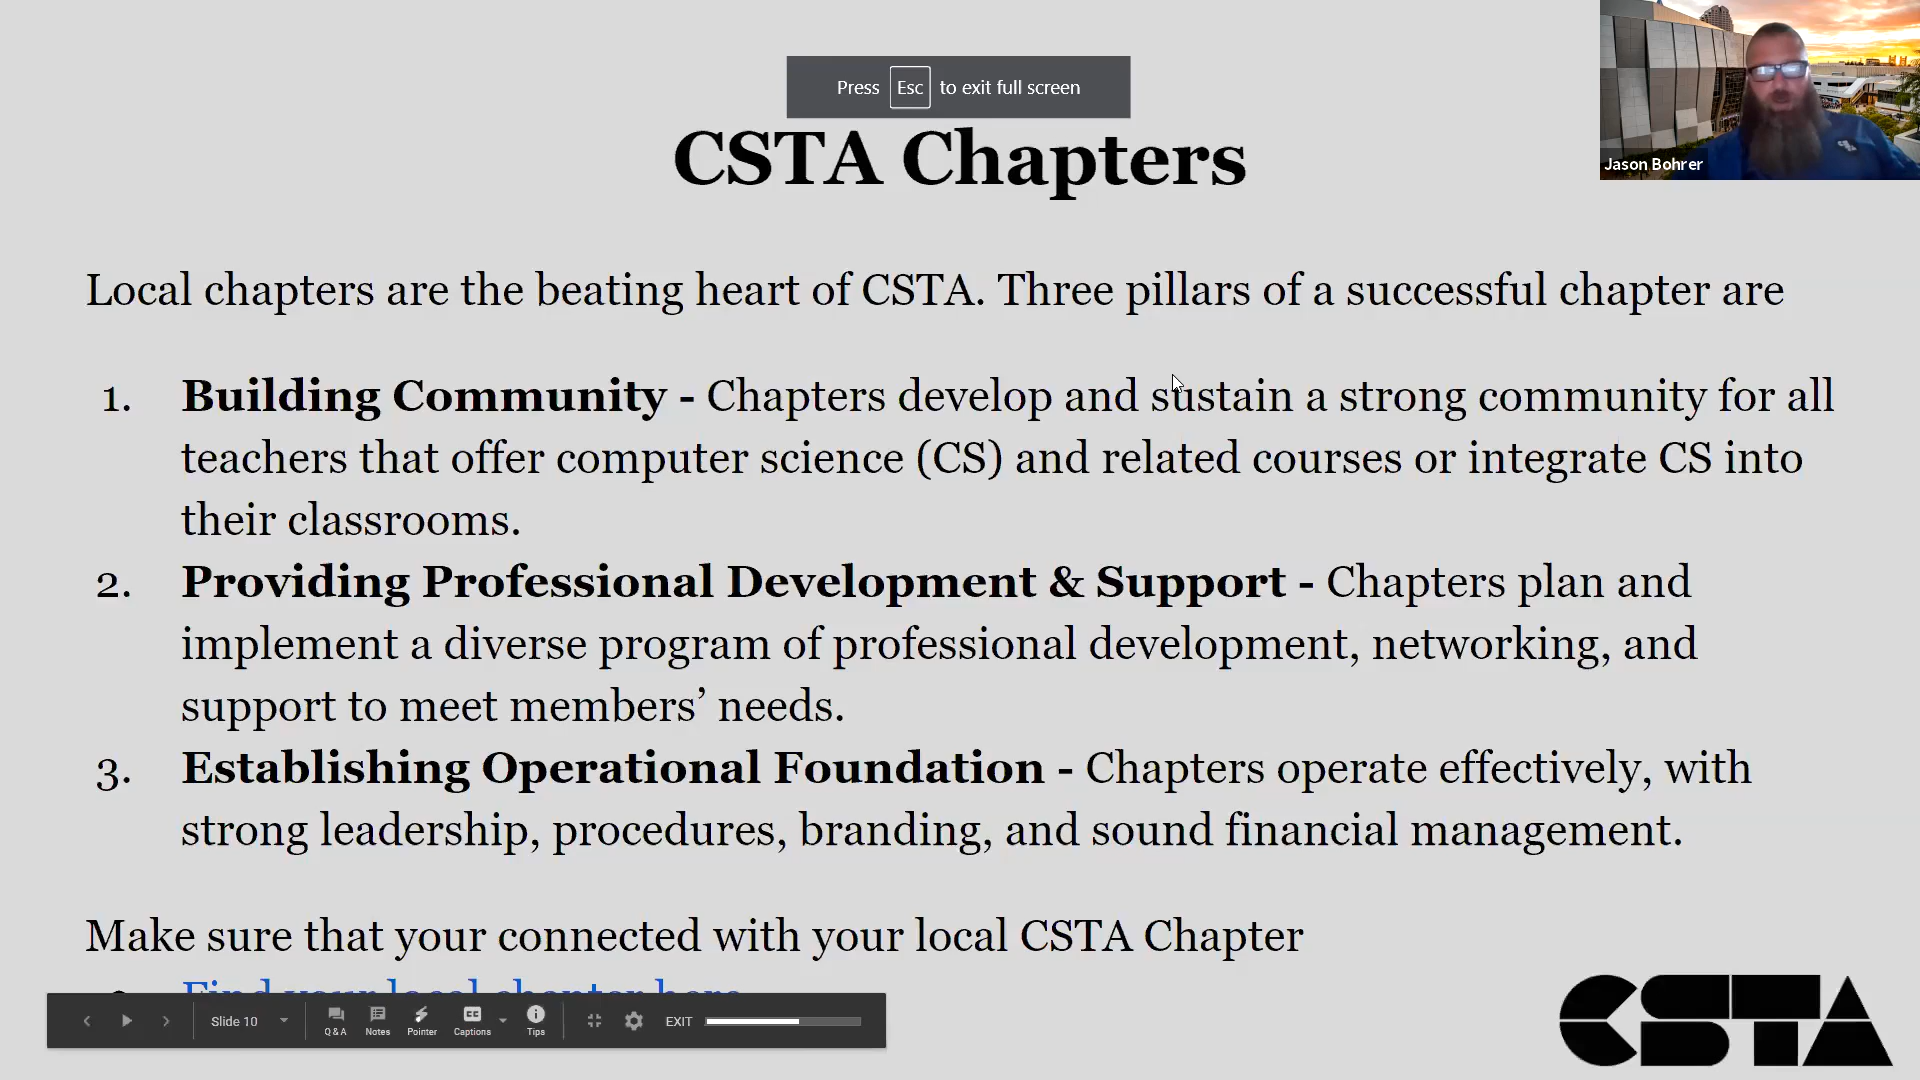 Press Esc to exit full screen
CSTA Chapters
Jason Bohrer
Local chapters are the beating heart of CSTA. Three pillars of a successful chapter are
1. Building Community - Chapters develop and sustain a strong community for all
teachers that offer computer science (CS) and related courses or integrate CS into
their classrooms.
2. Providing Professional Development & Support - Chapters plan and
implement a diverse program of professional development, networking, and
support to meet members’ needs.
3. Establishing Operational Foundation - Chapters operate effectively, with
strong leadership, procedures, branding, and sound financial management.
Make sure that your connected with your local CSTA Chapter
Find your local chapter here
Slide 10 Q & A Notes Pointer CC Captions Tips EXIT
CSTA